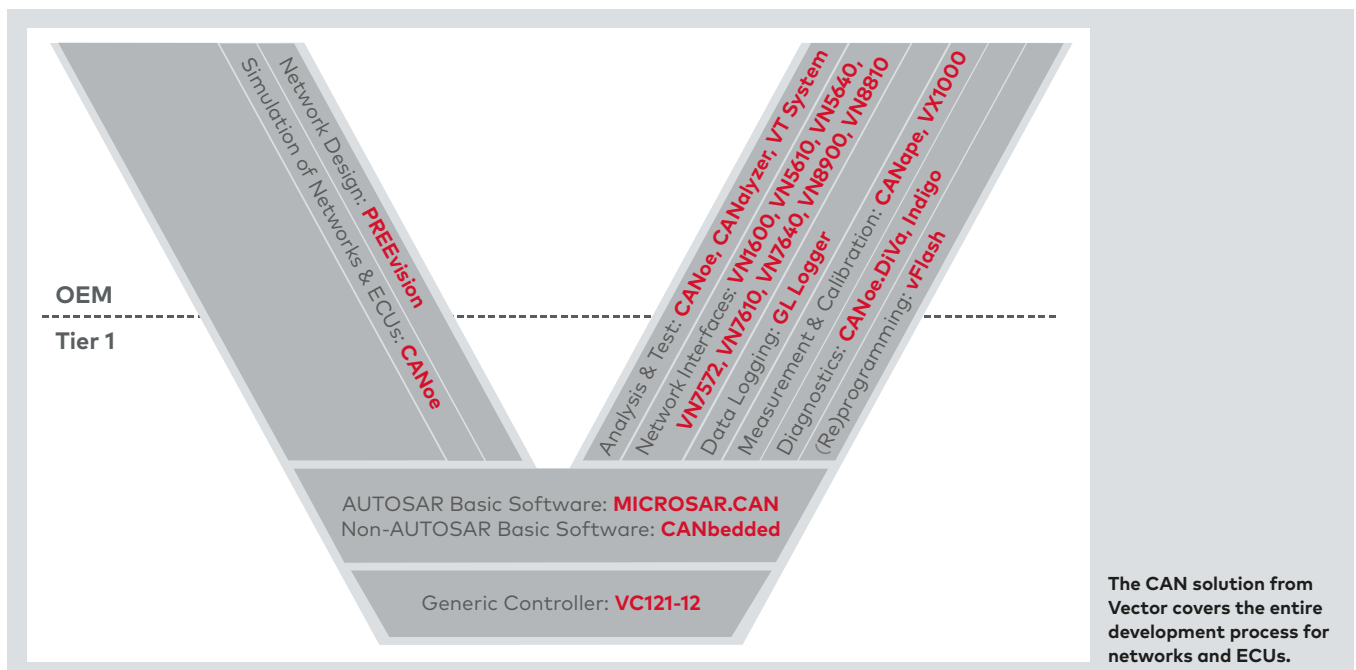 OEM
Tier 1
Network Design: PREEvision
Simulation of Networks & ECUs: CANoe
Analysis & Test: CANoe, CANalyzer, VT System
Network Interfaces: VN1600, VN5610, VN5640,
VN7572, VN7610, VN7640, VN8900, VN8810
Data Logging: GL Logger
Measurement & Calibration: CANape, VX1000
Diagnostics: CANoe.DiVa, Indigo
(Re)programming: vFlash
AUTOSAR Basic Software: MICROSAR.CAN
Non-AUTOSAR Basic Software: CANbedded
Generic Controller: VC121-12
The CAN solution from
Vector covers the entire
development process for
networks and ECUs.